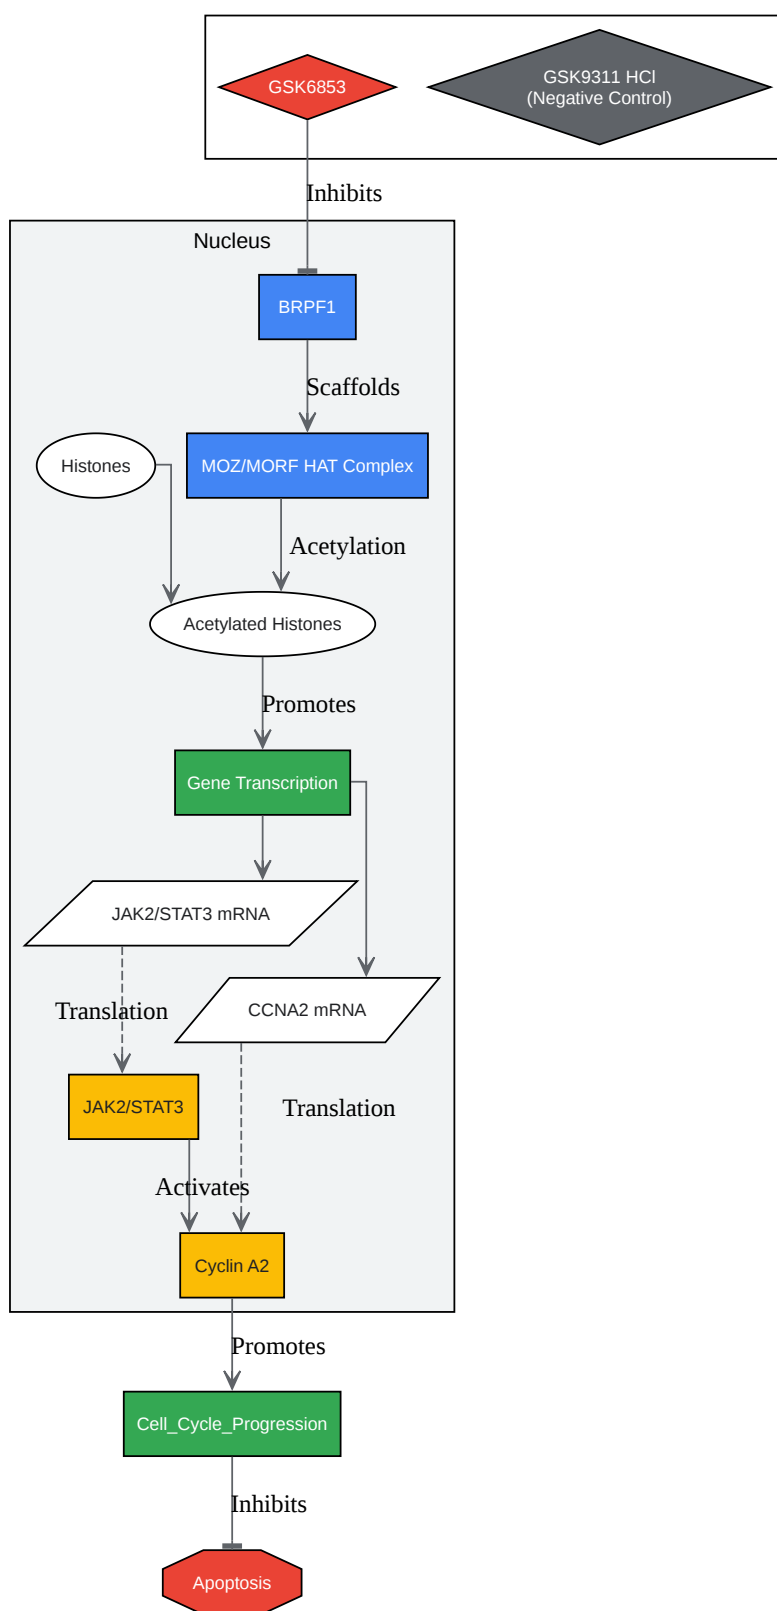 GSK6853
GSK9311 HCl
(Negative Control)
Inhibits
Nucleus
BRPF1
Scaffolds
Histones
MOZ/MORF HAT Complex
Acetylation
Acetylated Histones
Promotes
Gene Transcription
JAK2/STAT3 mRNA
Translation
CCNA2 mRNA
JAK2/STAT3
Translation
Activates
Cyclin A2
Promotes
Cell_Cycle_Progression
Inhibits
Apoptosis